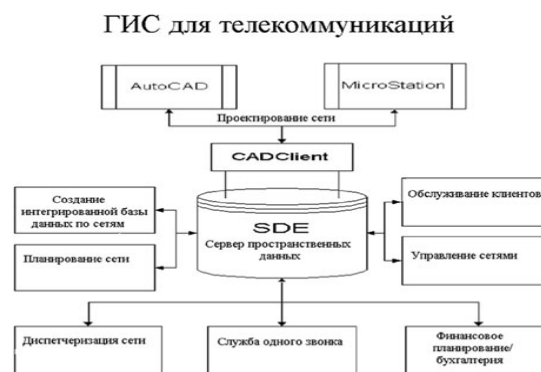 ГИС для телекоммуникаций
AutoCAD
MicroStation
Проектирование сети
CADClient
Создание
интегрированной базы
данных по сетям
Планирование сети
SDE
Сервер пространственных
данных
Обслуживание клиентов
Управление сетями
Диспетчеризация сети
Служба одного звонка
Финансовое
планирование/
бухгалтерия